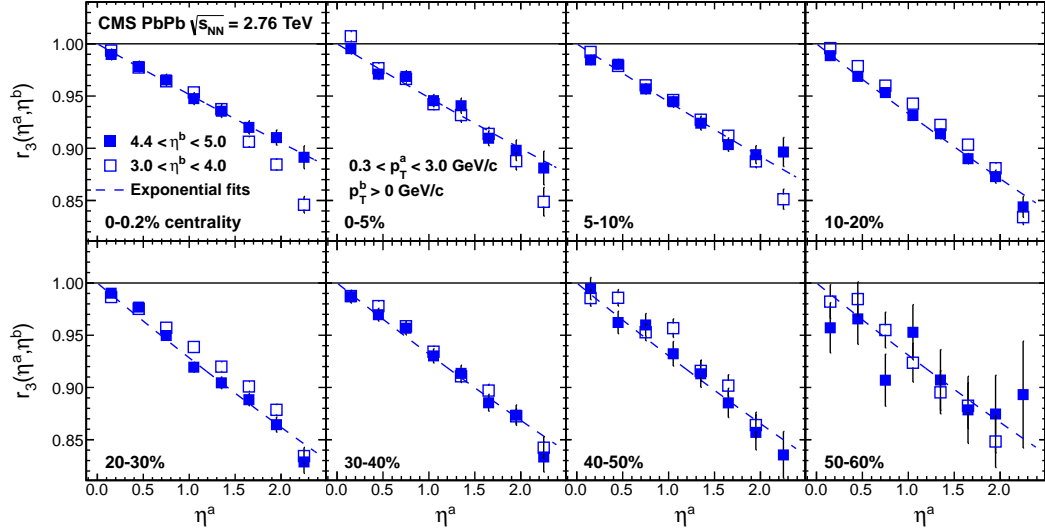 CMS PbPb √s_NN = 2.76 TeV
r₃(ηᵃ,ηᵇ)
1.00
0.95
0.90
0.85
4.4 < ηᵇ < 5.0
3.0 < ηᵇ < 4.0
Exponential fits
0-0.2% centrality
0.3 < p_T^a < 3.0 GeV/c
p_T^b > 0 GeV/c
0-5%
5-10%
10-20%
r₃(ηᵃ,ηᵇ)
1.00
0.95
0.90
0.85
20-30%
30-40%
40-50%
50-60%
0.0 0.5 1.0 1.5 2.0
0.0 0.5 1.0 1.5 2.0
0.0 0.5 1.0 1.5 2.0
0.0 0.5 1.0 1.5 2.0
ηᵃ
ηᵃ
ηᵃ
ηᵃ